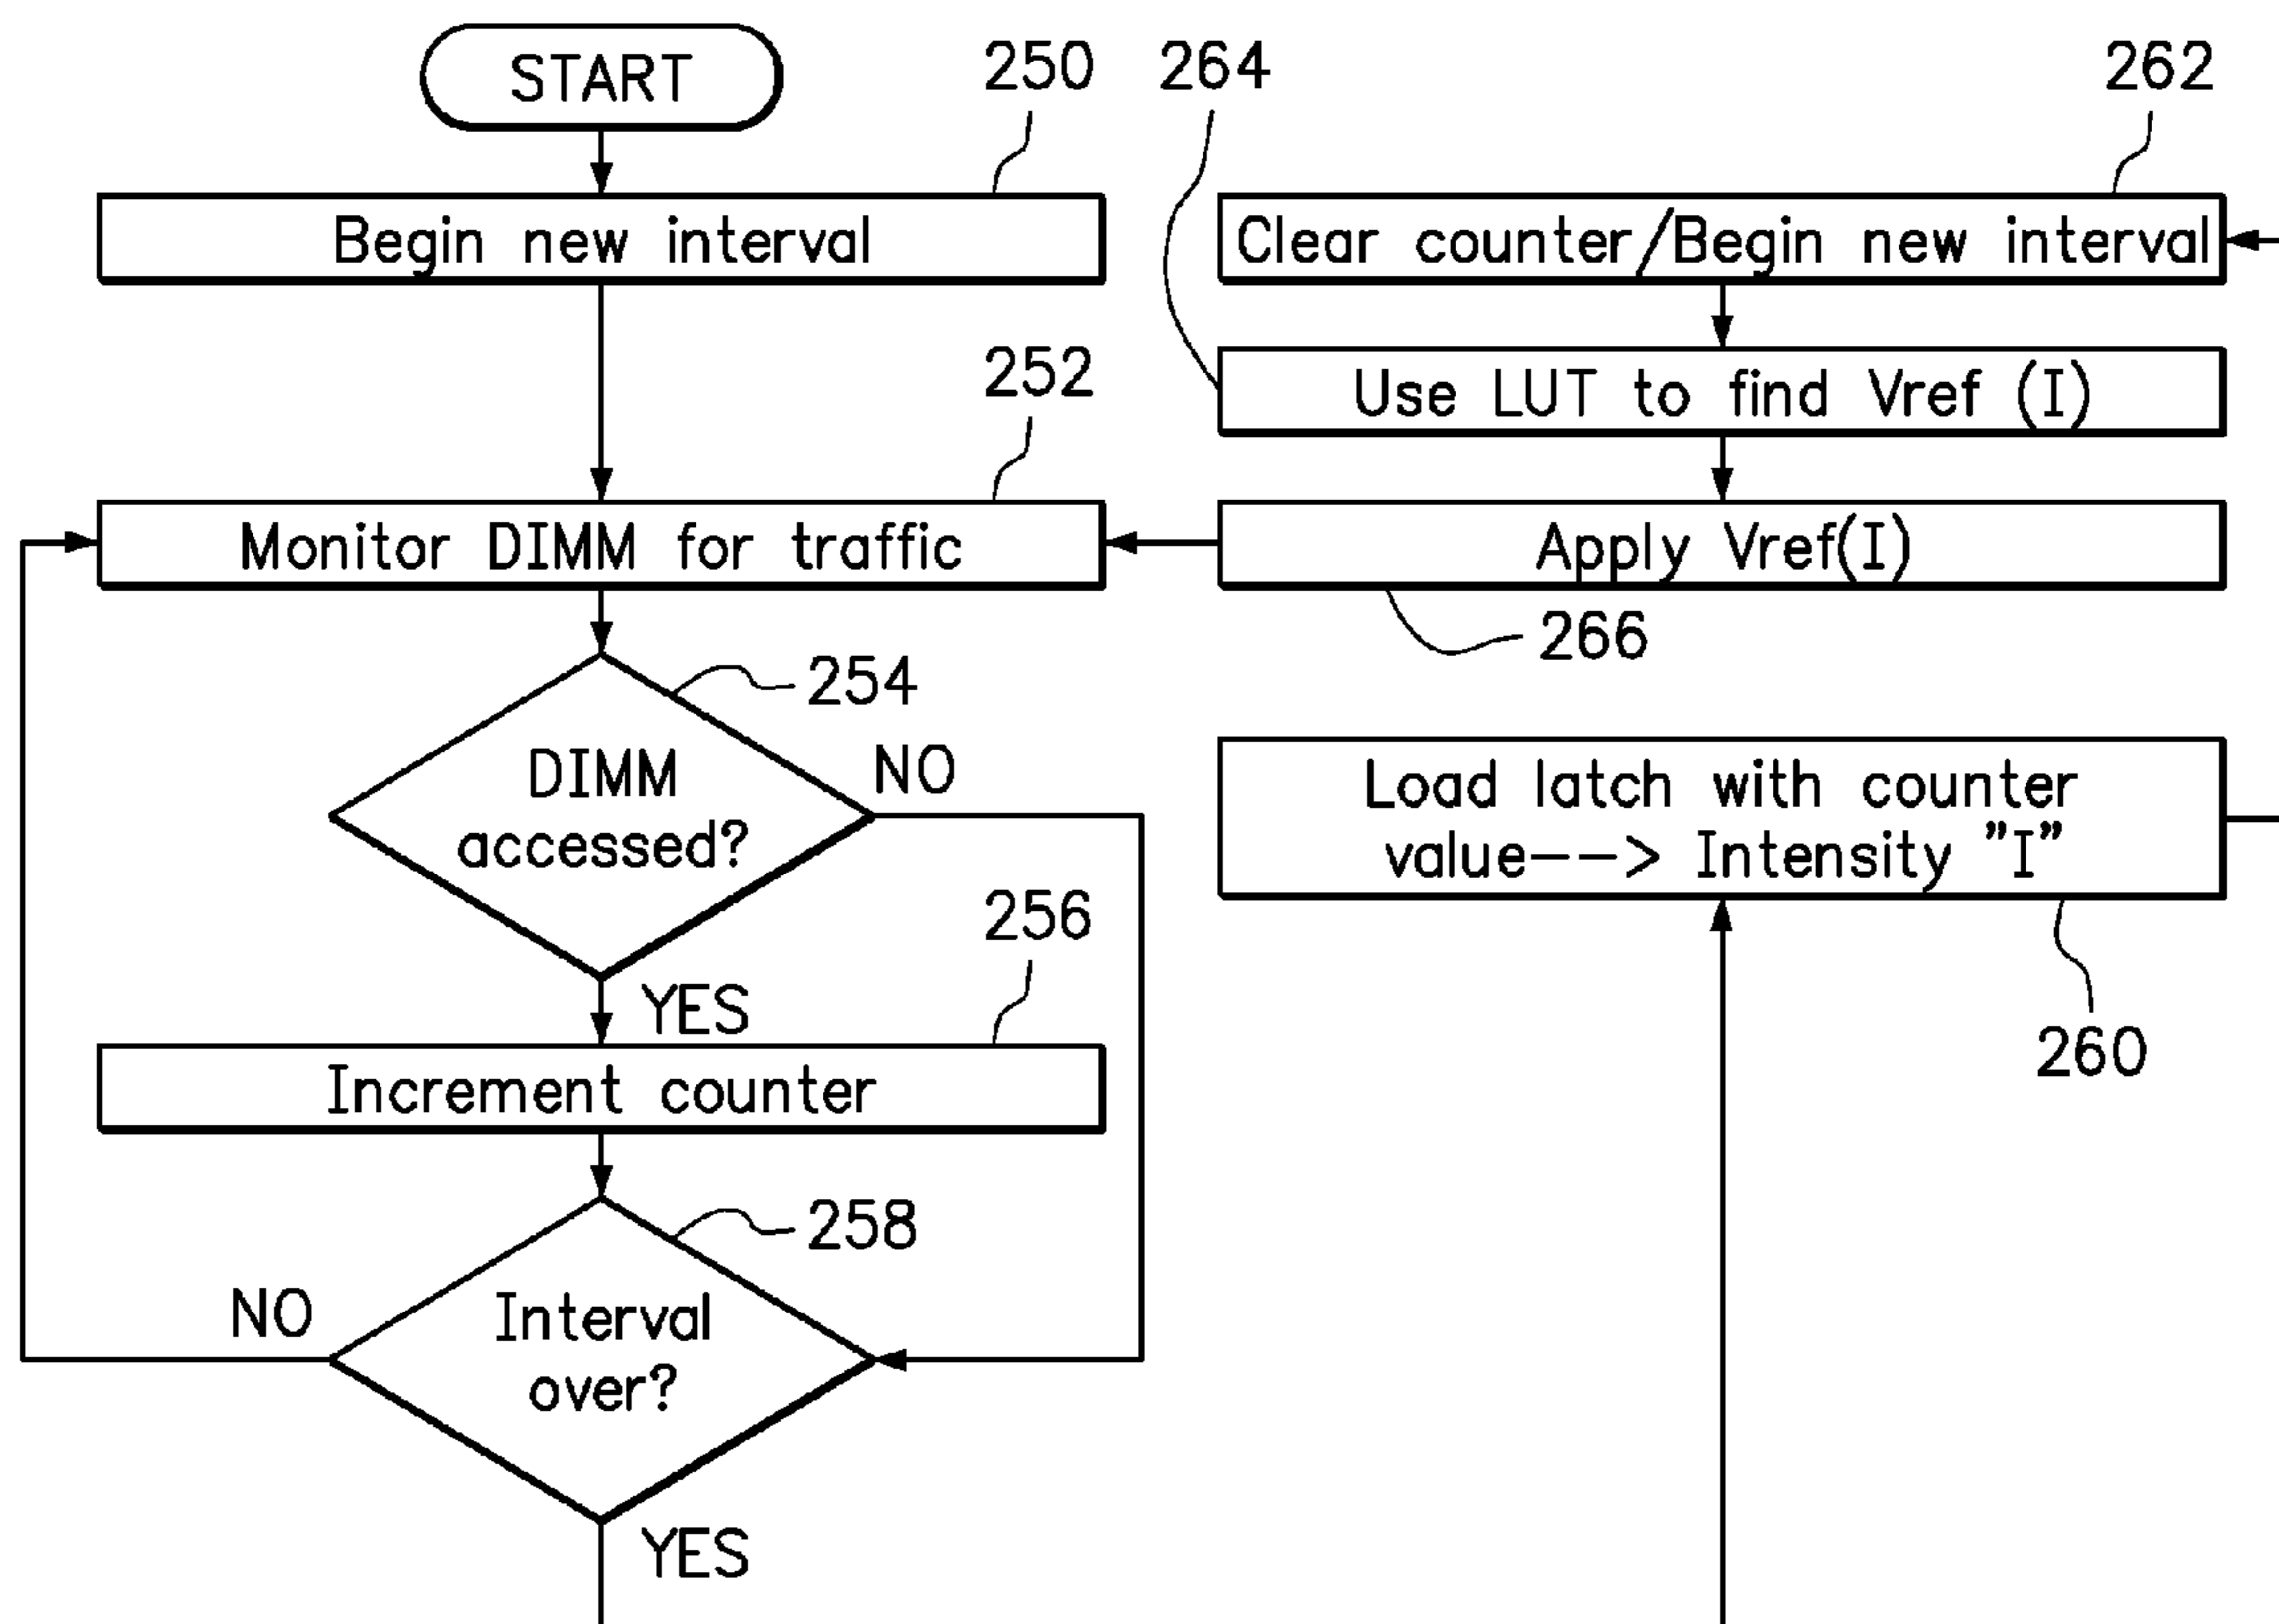 START
250
Begin new interval
252
Monitor DIMM for traffic
254
DIMM
accessed?
NO
YES
256
Increment counter
258
Interval
over?
NO
YES
264
262
Clear counter/Begin new interval
Use LUT to find Vref (I)
Apply Vref(I)
266
Load latch with counter
value--> Intensity "I"
260